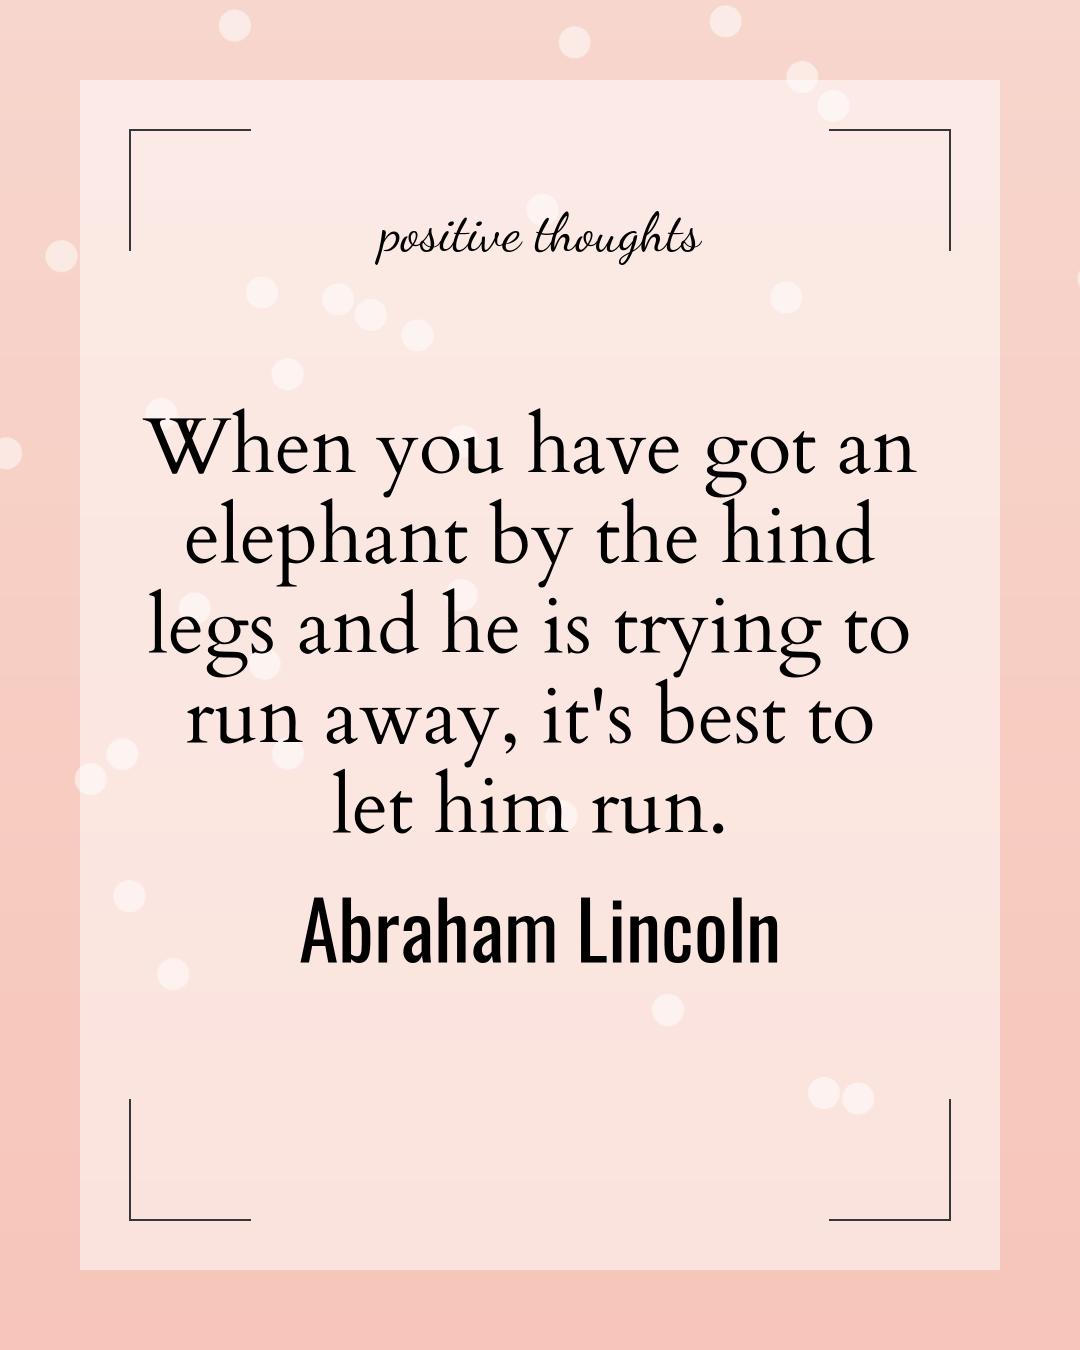 positive thoughts
When you have got an
elephant by the hind
legs and he is trying to
run away, it's best to
let him run.
Abraham Lincoln